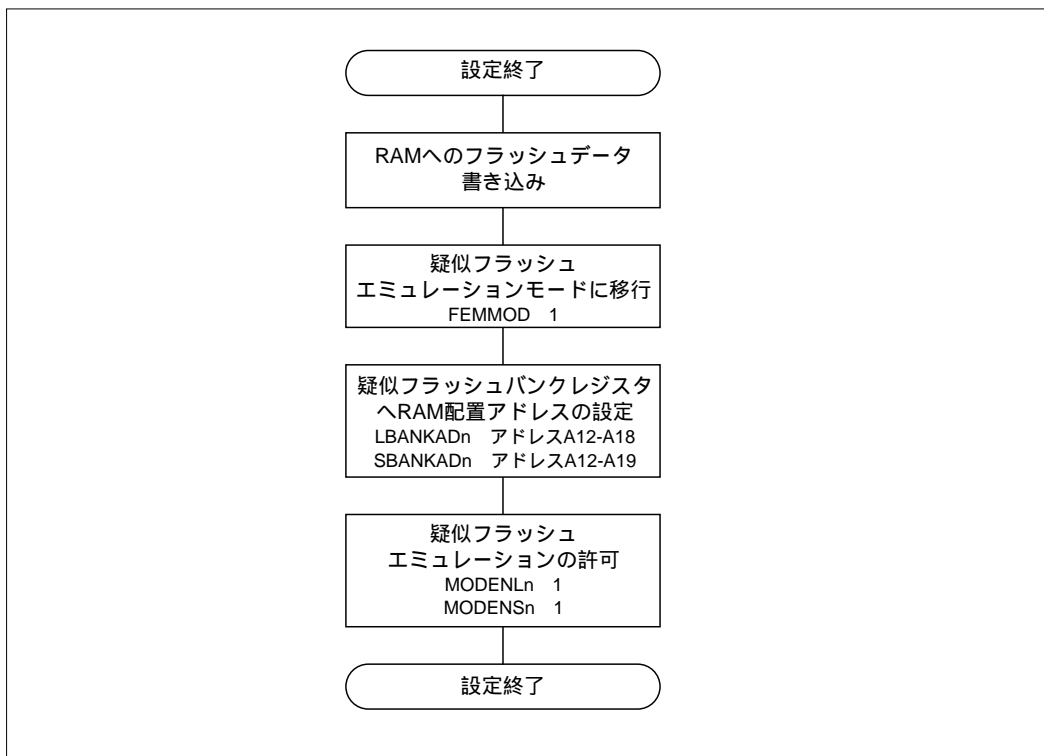 設定終了
RAMへのフラッシュデータ
書き込み
疑似フラッシュ
エミュレーションモードに移行
FEMMOD 1
疑似フラッシュバンクレジスタ
へRAM配置アドレスの設定
LBANKADn アドレスA12-A18
SBANKADn アドレスA12-A19
疑似フラッシュ
エミュレーションの許可
MODENLn 1
MODENSn 1
設定終了